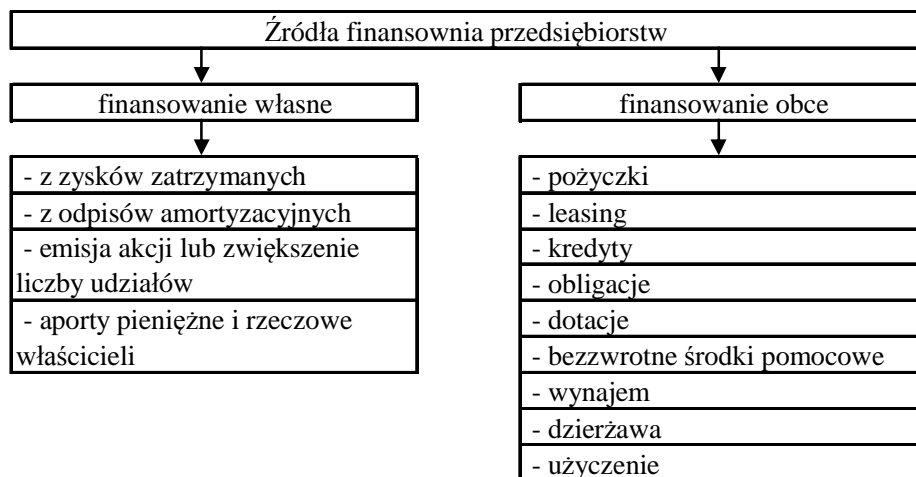 Źródła finansownia przedsiębiorstw
finansowanie własne
- z zysków zatrzymanych
- z odpisów amortyzacyjnych
- emisja akcji lub zwiększenie
liczby udziałów
- aporty pieniężne i rzeczowe
właścicieli
finansowanie obce
- pożyczki
- leasing
- kredyty
- obligacje
- dotacje
- bezzwrotne środki pomocowe
- wynajem
- dzierżawa
- użyczenie